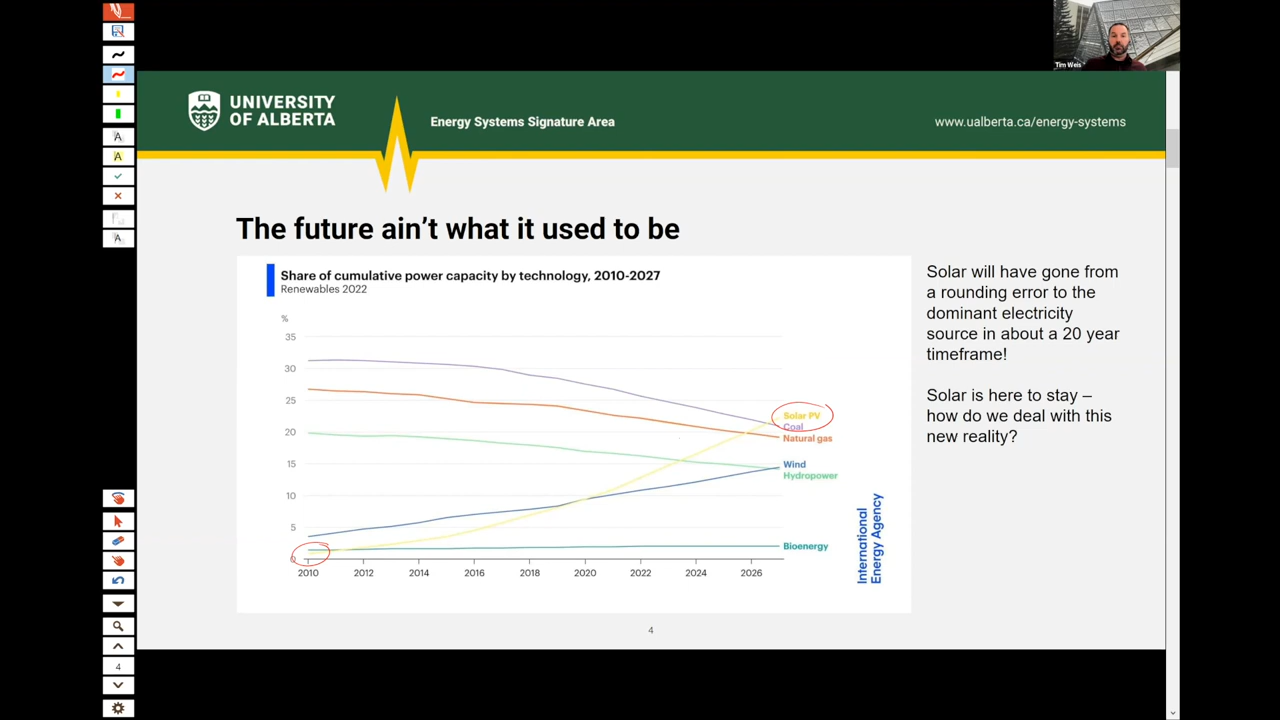 Tim Weis
UNIVERSITY
OF ALBERTA
Energy Systems Signature Area
www.ualberta.ca/energy-systems
The future ain't what it used to be
Share of cumulative power capacity by technology, 2010-2027
Renewables 2022
%
35
30
25
20
15
10
5
0
2010
2012
2014
2016
2018
2020
2022
2024
2026
Solar PV
Coal
Natural gas
Wind
Hydropower
Bioenergy
International
Energy Agency
Solar will have gone from
a rounding error to the
dominant electricity
source in about a 20 year
timeframe!
Solar is here to stay –
how do we deal with this
new reality?
4
A
A
A
4